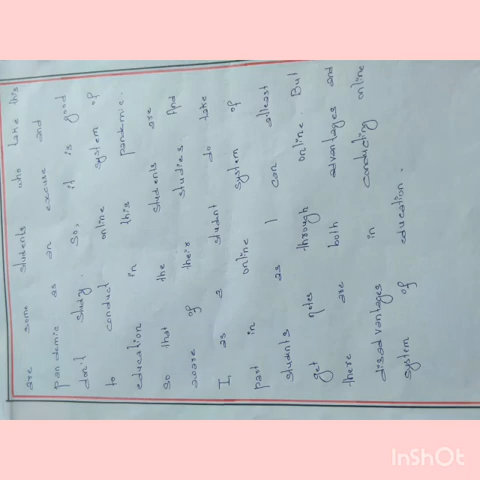 are some students who take this
pandemic as an excuse and
don't study. So, it is good
to conduct online system of
education in this pandemic.
so that the students are
aware of their studies. And
I, as a student do take
part in online system of
students as I can atleast
get notes through online. But
there are both advantages and
disadvantages in conducting online
system of education.
InShOt